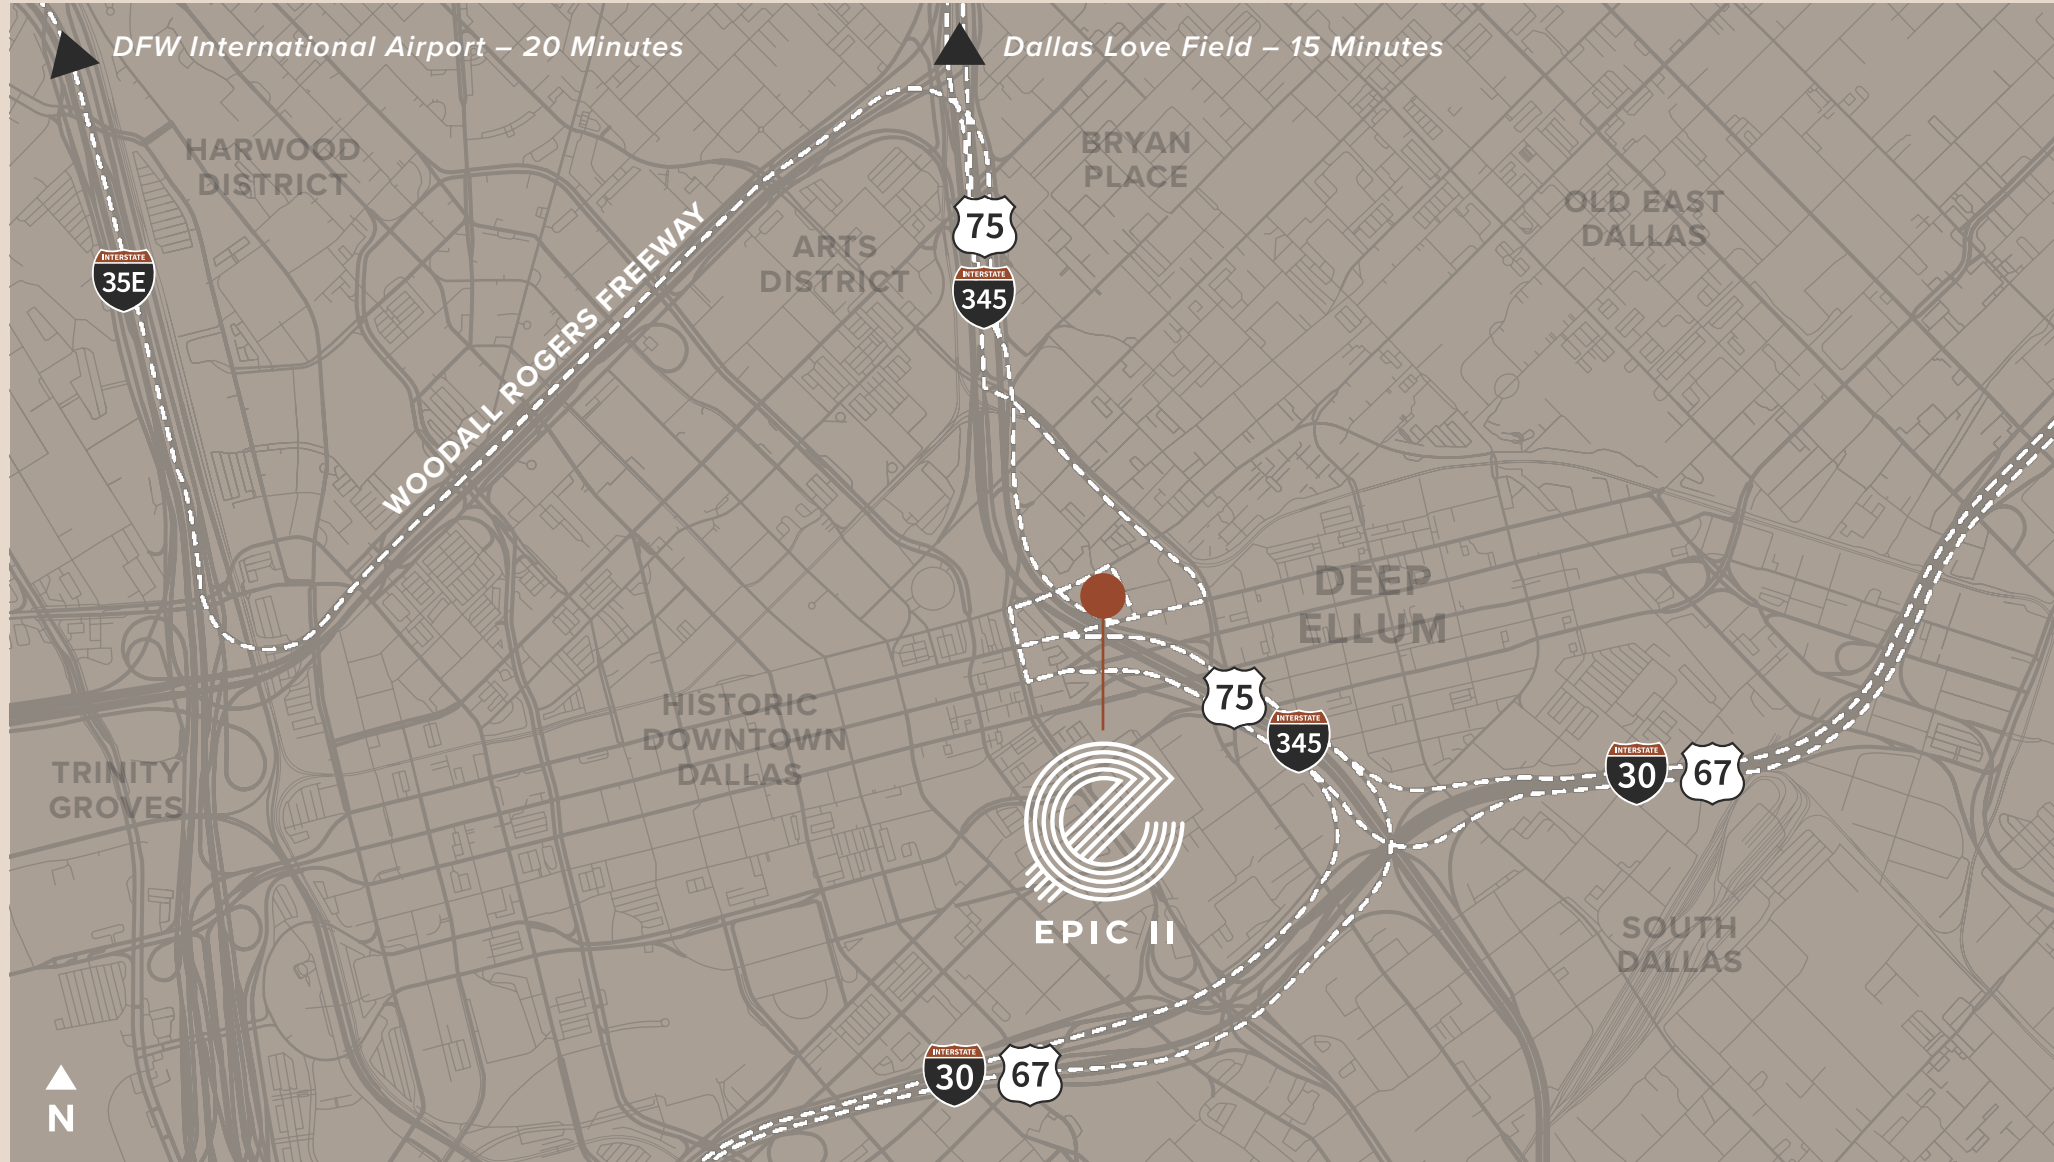 DFW International Airport – 20 Minutes
Dallas Love Field – 15 Minutes
HARWOOD
DISTRICT
BRYAN
PLACE
OLD EAST
DALLAS
75
ARTS
DISTRICT
INTERSTATE
35E
INTERSTATE
345
WOODALL ROGERS FREEWAY
DEEP
ELLUM
75
HISTORIC
DOWNTOWN
DALLAS
INTERSTATE
345
TRINITY
GROVES
INTERSTATE
30
67
EPIC II
SOUTH
DALLAS
INTERSTATE
30
67
N